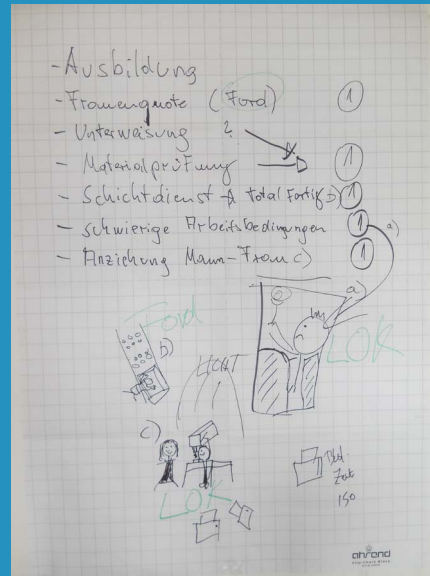 - Ausbildung
- Frauenquote (Ford) 1
- Unterweisung ?
- Materialprüfung 1
- Schichtdienst total fertig b) 1
- schwierige Arbeitsbedingungen 1 a)
- Anziehung Mann-Frau c) 1
a)
Ford
b)
LOK
LICHT
c)
LOK
Zeit
ISO
ahrend